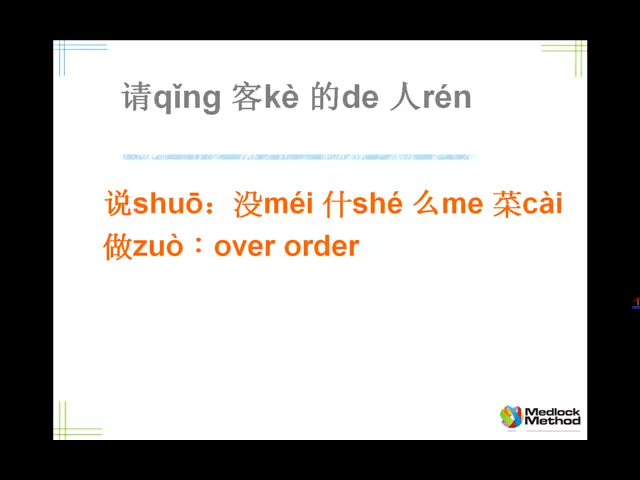 请qǐng 客kè 的de 人rén
说shuō：没méi 什shé 么me 菜cài
做zuò：over order
Medlock
Method